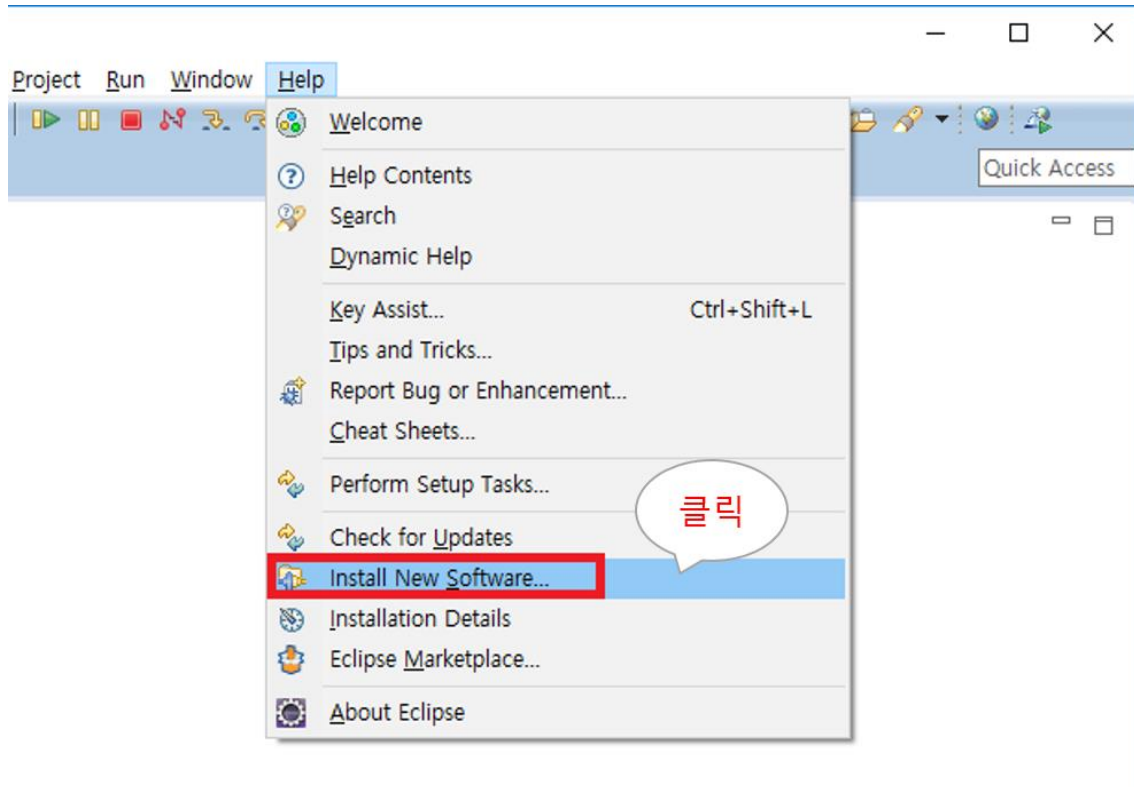 Project Run Window Help
Welcome
Quick Access
Help Contents
Search
Dynamic Help
Key Assist... Ctrl+Shift+L
Tips and Tricks...
Report Bug or Enhancement...
Cheat Sheets...
Perform Setup Tasks...
클릭
Check for Updates
Install New Software...
Installation Details
Eclipse Marketplace...
About Eclipse